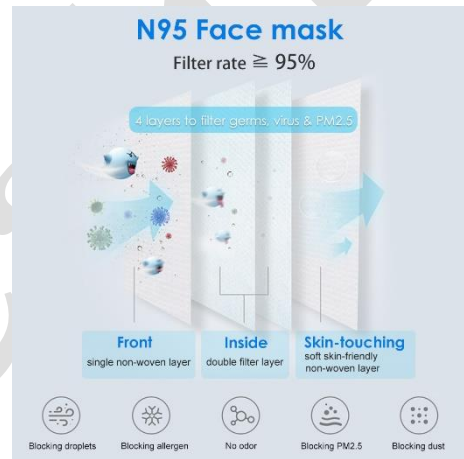 N95 Face mask
Filter rate ≧ 95%
4 layers to filter germs, virus & PM2.5
Front
single non-woven layer
Inside
double filter layer
Skin-touching
soft skin-friendly
non-woven layer
Blocking droplets
Blocking allergen
No odor
Blocking PM2.5
Blocking dust